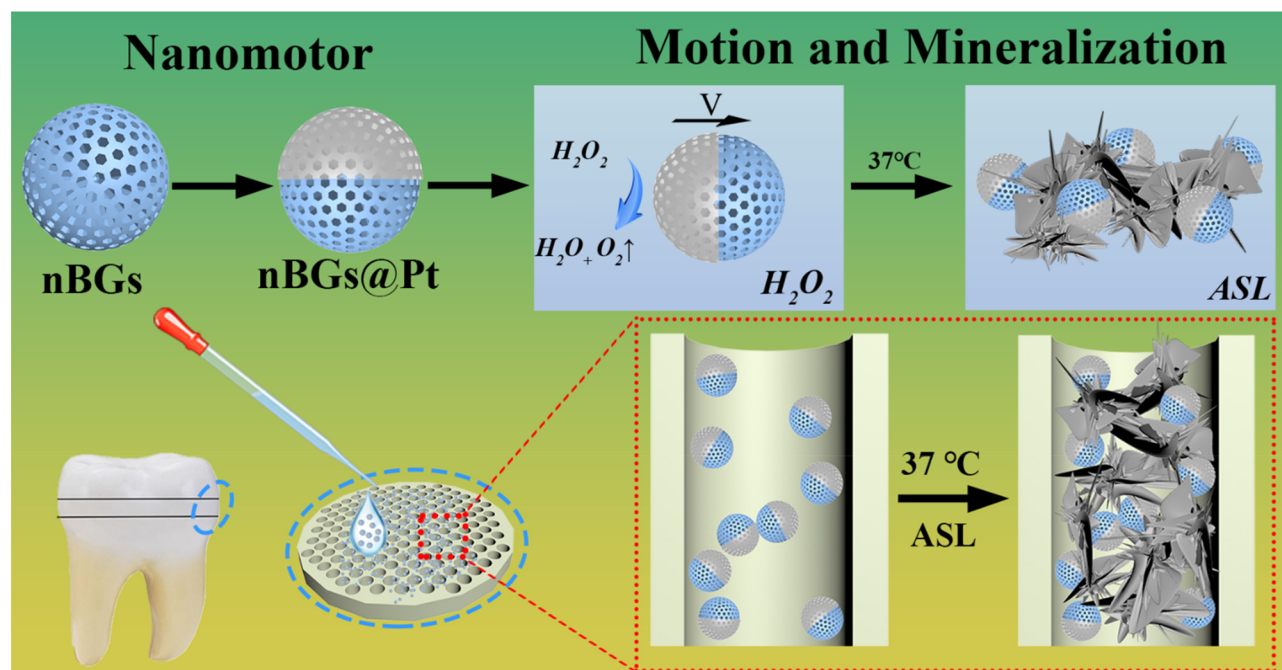 Nanomotor
Motion and Mineralization
nBGs
nBGs@Pt
V
H₂O₂
H₂O+O₂↑
H₂O₂
37℃
ASL
37 ℃
ASL